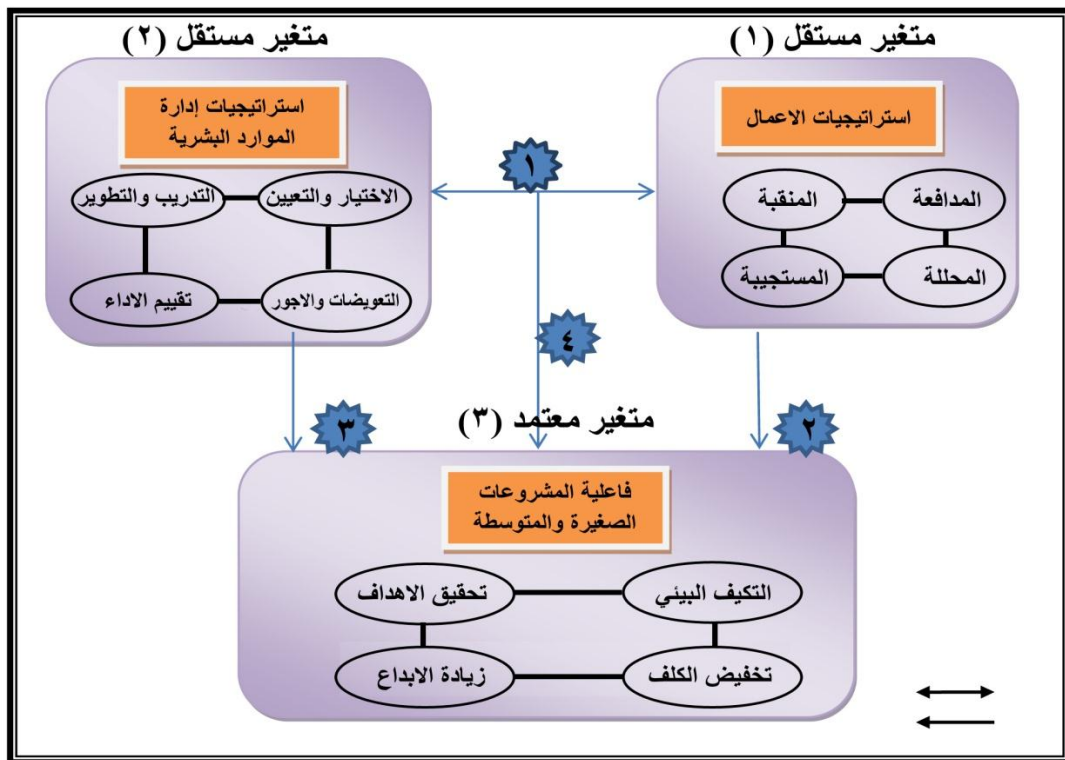 متغير مستقل (١)
متغير مستقل (٢)
استراتيجيات الاعمال
المدافعة
المنقبة
المحللة
المستجيبة
استراتيجيات إدارة
الموارد البشرية
الاختيار والتعيين
التدريب والتطوير
التعويضات والاجور
تقييم الاداء
١
٤
٢
٣
متغير معتمد (٣)
فاعلية المشروعات
الصغيرة والمتوسطة
التكيف البيئي
تحقيق الاهداف
تخفيض الكلف
زيادة الابداع